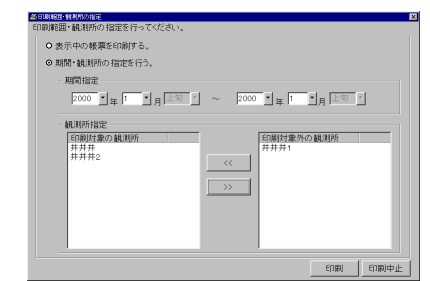 印刷範囲・観測所の指定
印刷範囲・観測所の指定を行ってください。
表示中の帳票を印刷する。
期間・観測所の指定を行う。
期間指定
2000 年 1 月 上旬 ～ 2000 年 1 月 上旬
観測所指定
印刷対象の観測所
井井井
井井井2
<<
>>
印刷対象外の観測所
井井井1
印刷 印刷中止